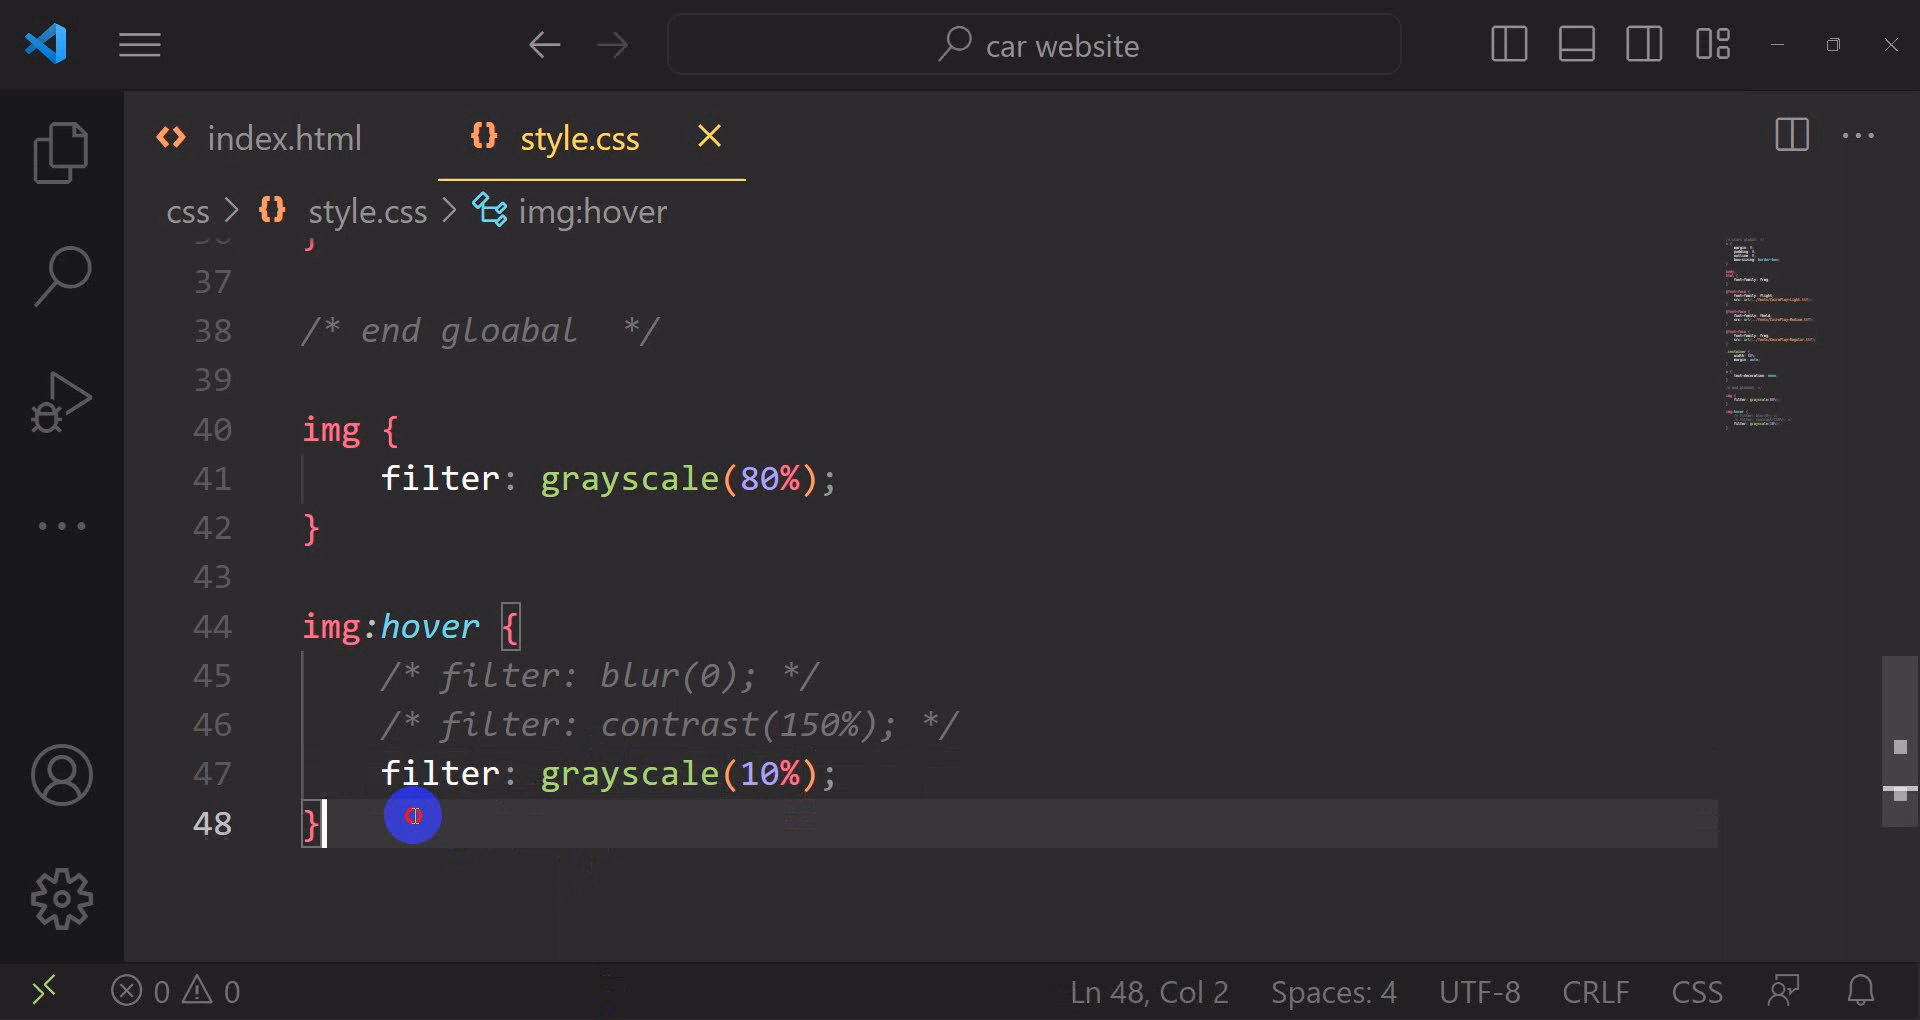 car website
index.html
style.css
css > style.css > img:hover
36 }
37
38 /* end gloabal  */
39
40 img {
41     filter: grayscale(80%);
42 }
43
44 img:hover {
45     /* filter: blur(0); */
46     /* filter: contrast(150%); */
47     filter: grayscale(10%);
48 }
0 0 Ln 48, Col 2 Spaces: 4 UTF-8 CRLF CSS